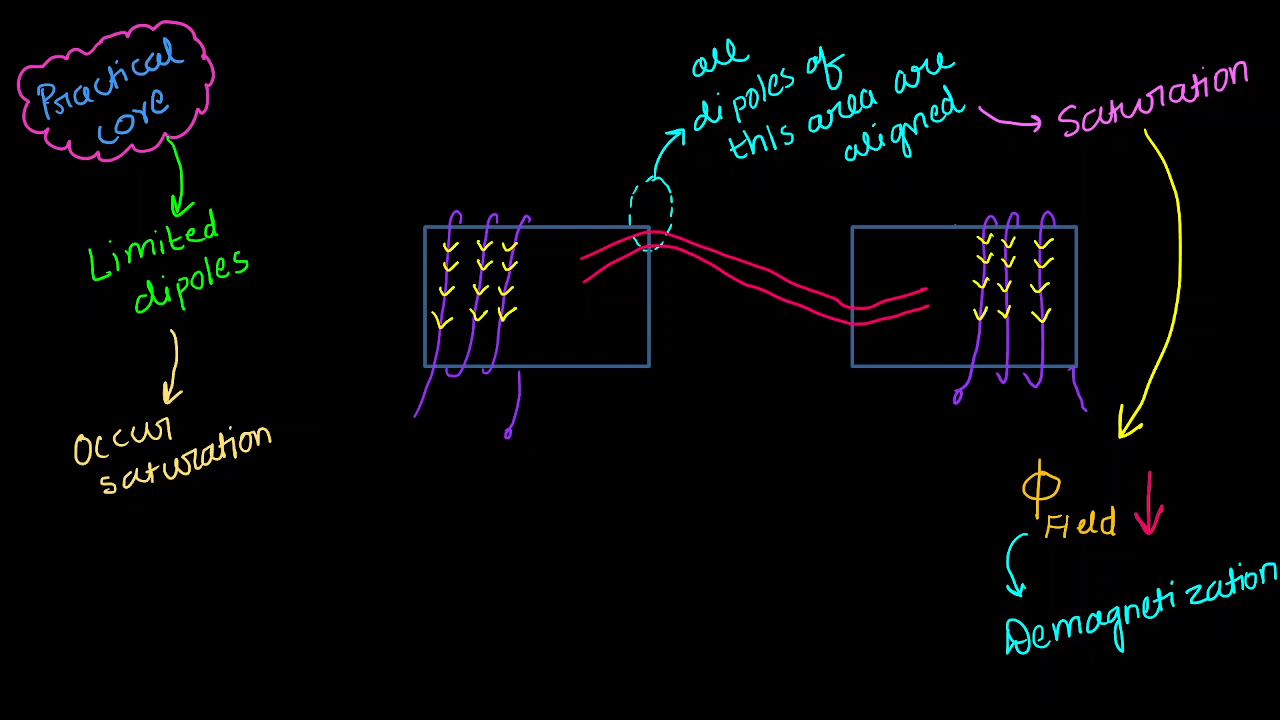 Practical
core
Limited
dipoles
Occur
saturation
all
dipoles of
this area are
aligned
Saturation
Φ Field ↓
Demagnetization